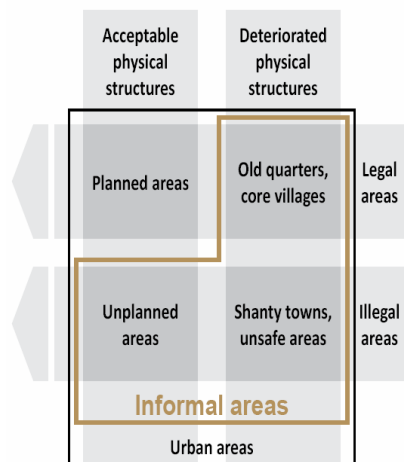 Acceptable
physical
structures
Deteriorated
physical
structures
Planned areas
Old quarters,
core villages
Legal
areas
Unplanned
areas
Shanty towns,
unsafe areas
Illegal
areas
Informal areas
Urban areas